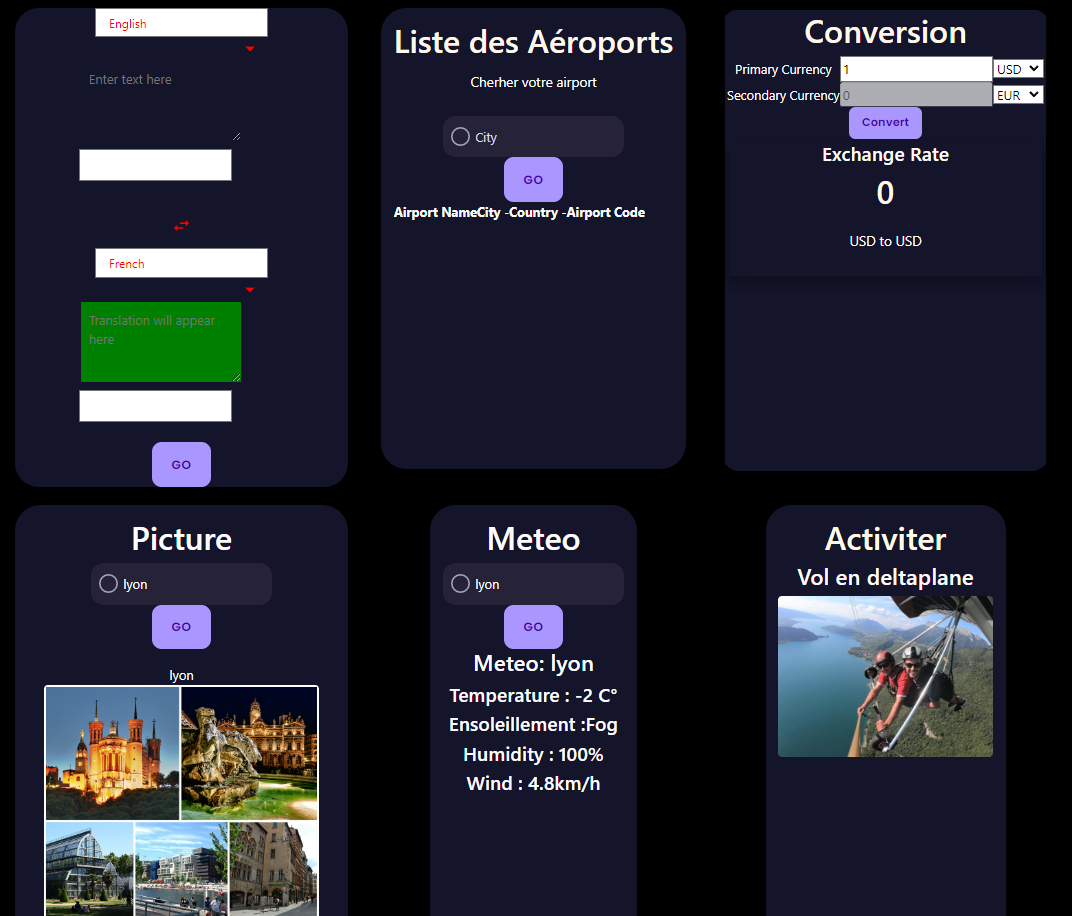 English
Enter text here
French
Translation will appear
here
GO
Liste des Aéroports
Cherher votre airport
City
GO
Airport NameCity -Country -Airport Code
Conversion
Primary Currency 1 USD
Secondary Currency 0 EUR
Convert
Exchange Rate
0
USD to USD
Picture
lyon
GO
lyon
Meteo
lyon
GO
Meteo: lyon
Temperature : -2 C°
Ensoleillement :Fog
Humidity : 100%
Wind : 4.8km/h
Activiter
Vol en deltaplane